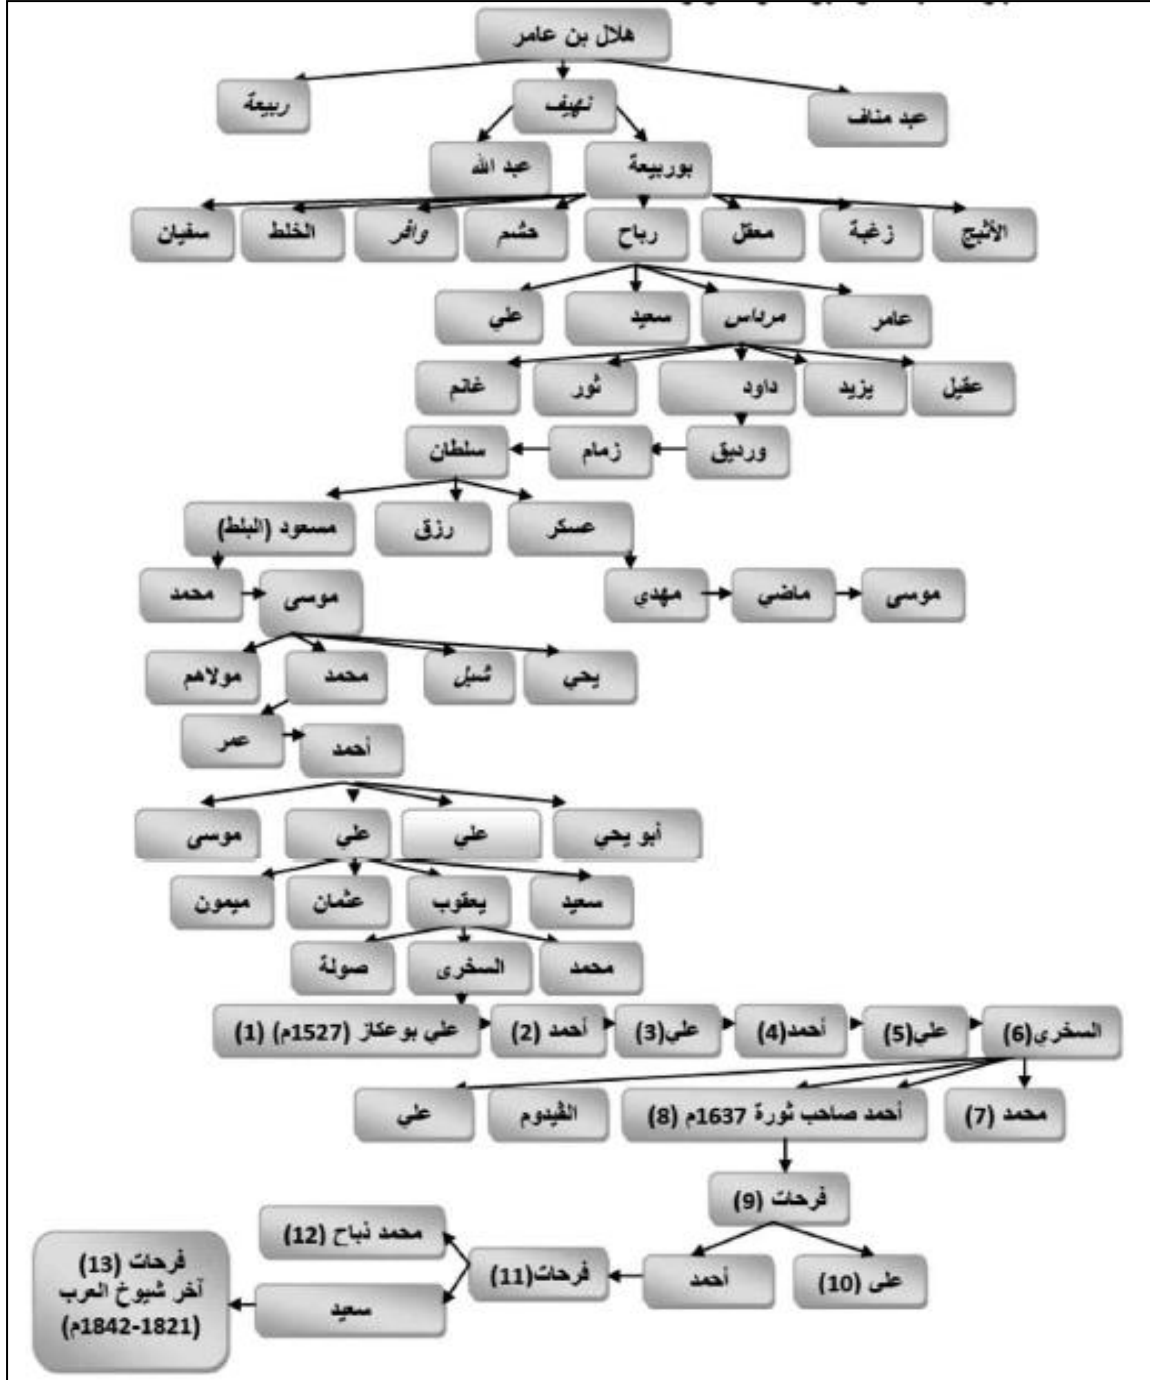 هلال بن عامر
عبد مناف
نهيف
ربيعة
بوربيعة
عبد الله
الأثبج
زغبة
معقل
رباح
حشم
وافر
الخلط
سفيان
عامر
مرداس
سعيد
علي
عقيل
يزيد
داود
ثور
غانم
ورديق
زمام
سلطان
عسكر
رزق
مسعود (البلط)
مهدي
ماضي
موسى
محمد
موسى
يحي
شبل
محمد
مولاهم
عمر
أحمد
أبو يحي
علي
علي
موسى
سعيد
يعقوب
عثمان
ميمون
محمد
السخرى
صولة
علي بوعكاز (1527م) (1)
أحمد (2)
علي(3)
أحمد(4)
علي(5)
السخري(6)
محمد (7)
أحمد صاحب ثورة 1637م (8)
القيدوم
علي
فرحات (9)
على (10)
أحمد
فرحات(11)
محمد ذباح (12)
سعيد
فرحات (13)
آخر شيوخ العرب
(1821-1842م)